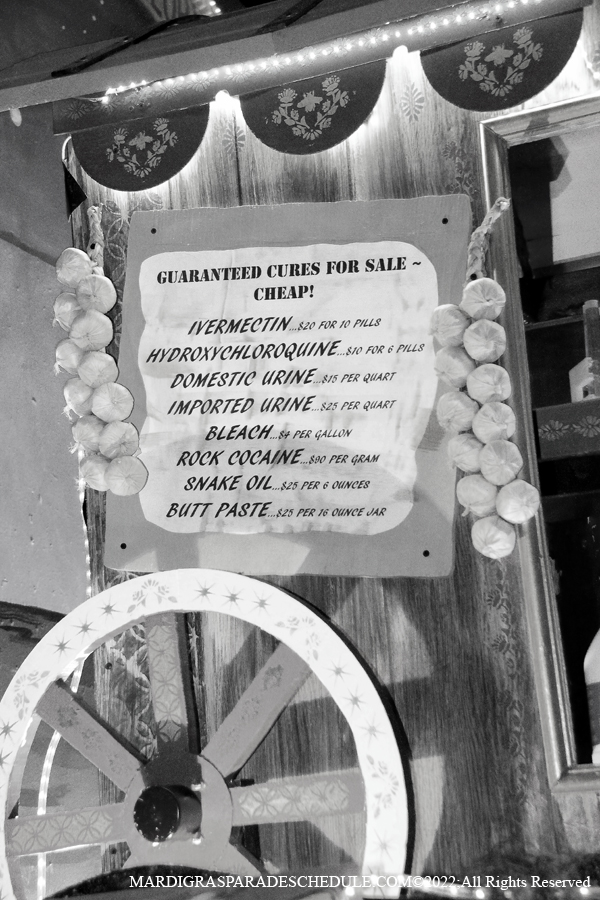 GUARANTEED CURES FOR SALE ~
CHEAP!
IVERMECTIN...$20 FOR 10 PILLS
HYDROXYCHLOROQUINE...$10 FOR 6 PILLS
DOMESTIC URINE...$15 PER QUART
IMPORTED URINE...$25 PER QUART
BLEACH...$4 PER GALLON
ROCK COCAINE...$90 PER GRAM
SNAKE OIL...$25 PER 6 OUNCES
BUTT PASTE...$25 PER 16 OUNCE JAR
MARDIGRASPARADESCHEDULE.COM©2022 All Rights Reserved